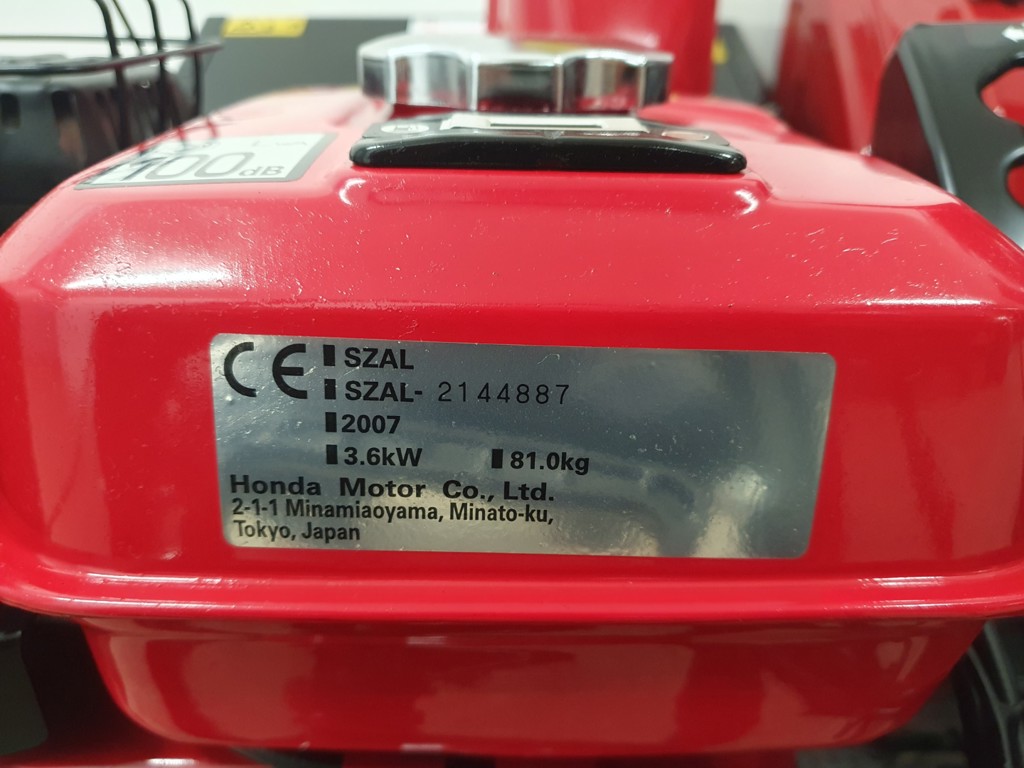 100dB
CE SZAL
SZAL- 2144887
2007
3.6kW 81.0kg
Honda Motor Co., Ltd.
2-1-1 Minamiaoyama, Minato-ku,
Tokyo, Japan